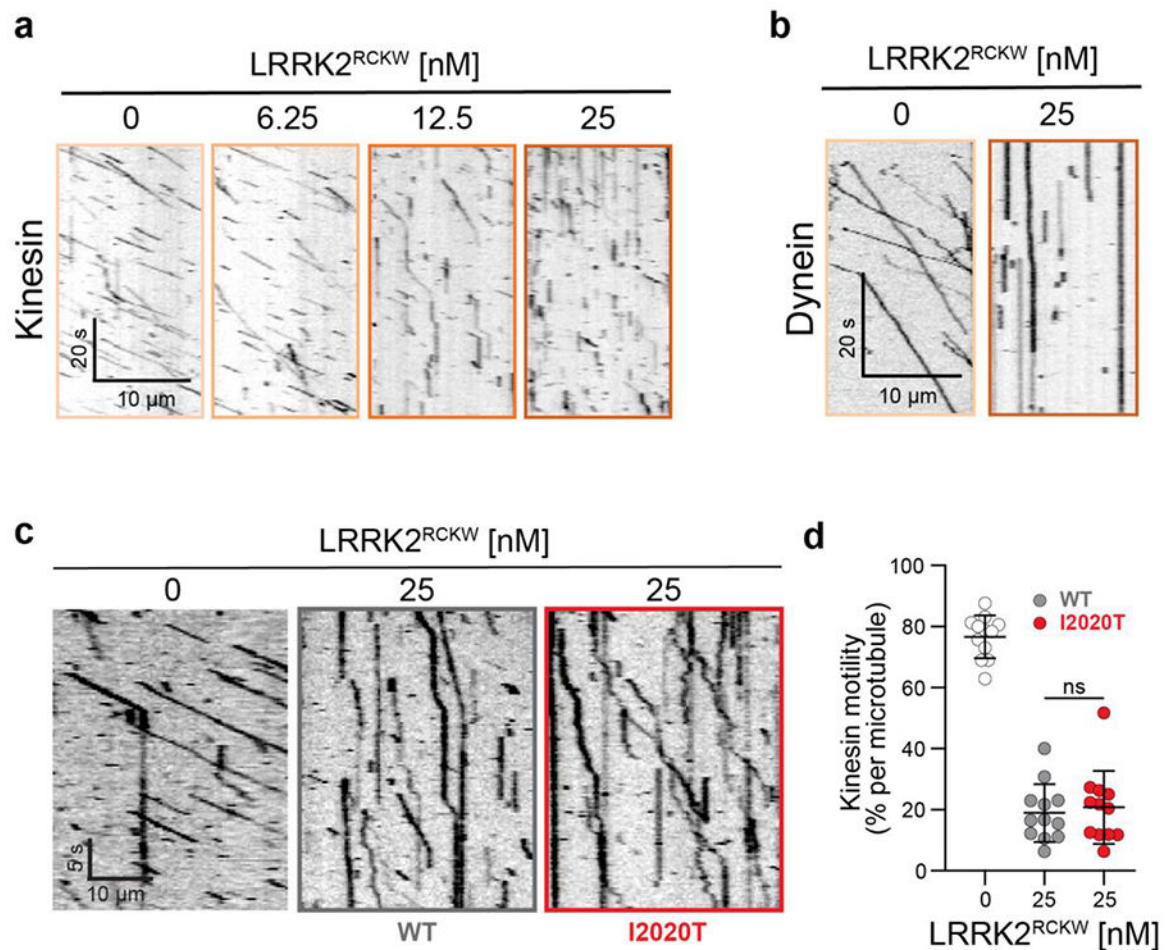 a
LRRK2RCKW [nM]
0 6.25 12.5 25
Kinesin
20 s
10 µm
b
LRRK2RCKW [nM]
0 25
Dynein
20 s
10 µm
c
LRRK2RCKW [nM]
0 25 25
5 s
10 µm
WT I2020T
d
Kinesin motility
(% per microtubule)
100
80
60
40
20
0
WT
I2020T
ns
0 25 25
LRRK2RCKW [nM]